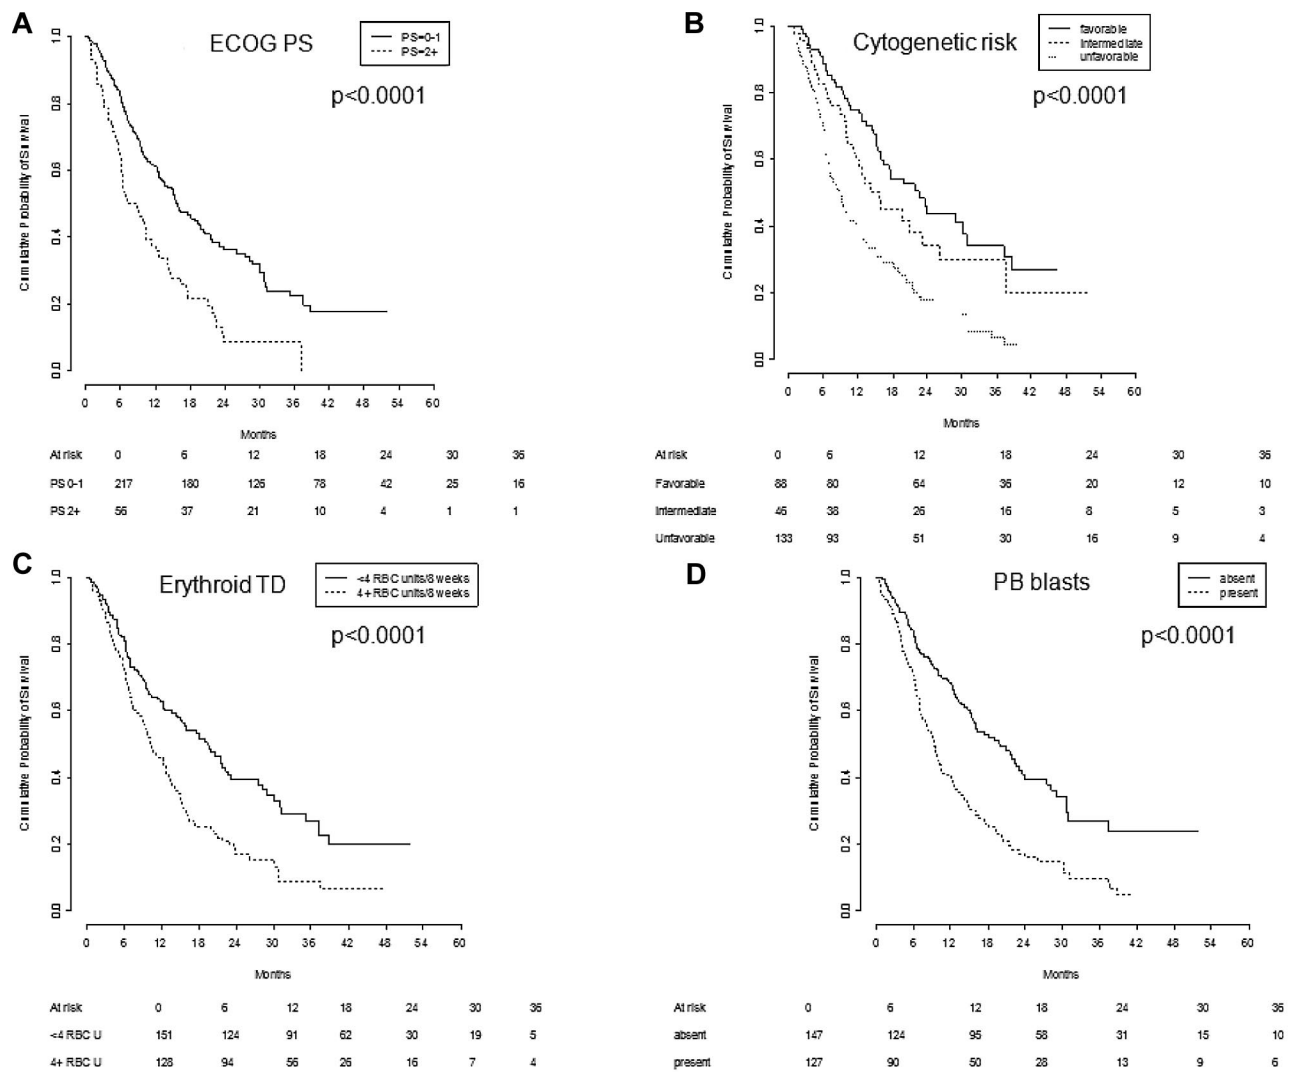 A
ECOG PS
PS=0-1
PS=2+
p<0.0001
Cumulative Probability of Survival
0.0 0.2 0.4 0.6 0.8 1.0
0 6 12 18 24 30 36 42 48 54 60
Months
At risk 0 6 12 18 24 30 36
PS 0-1 217 180 126 78 42 25 16
PS 2+ 56 37 21 10 4 1 1
B
Cytogenetic risk
favorable
Intermediate
unfavorable
p<0.0001
Cumulative Probability of Survival
0.0 0.2 0.4 0.6 0.8 1.0
0 6 12 18 24 30 36 42 48 54 60
Months
At risk 0 6 12 18 24 30 36
Favorable 88 80 64 36 20 12 10
Intermediate 46 38 26 16 8 5 3
Unfavorable 133 93 51 30 16 9 4
C
Erythroid TD
<4 RBC units/8 weeks
4+ RBC units/8 weeks
p<0.0001
Cumulative Probability of Survival
0.0 0.2 0.4 0.6 0.8 1.0
0 6 12 18 24 30 36 42 48 54 60
Months
At risk 0 6 12 18 24 30 36
<4 RBC U 151 124 91 62 30 19 5
4+ RBC U 128 94 56 26 16 7 4
D
PB blasts
absent
present
p<0.0001
Cumulative Probability of Survival
0.0 0.2 0.4 0.6 0.8 1.0
0 6 12 18 24 30 36 42 48 54 60
Months
At risk 0 6 12 18 24 30 36
absent 147 124 95 58 31 15 10
present 127 90 50 28 13 9 6